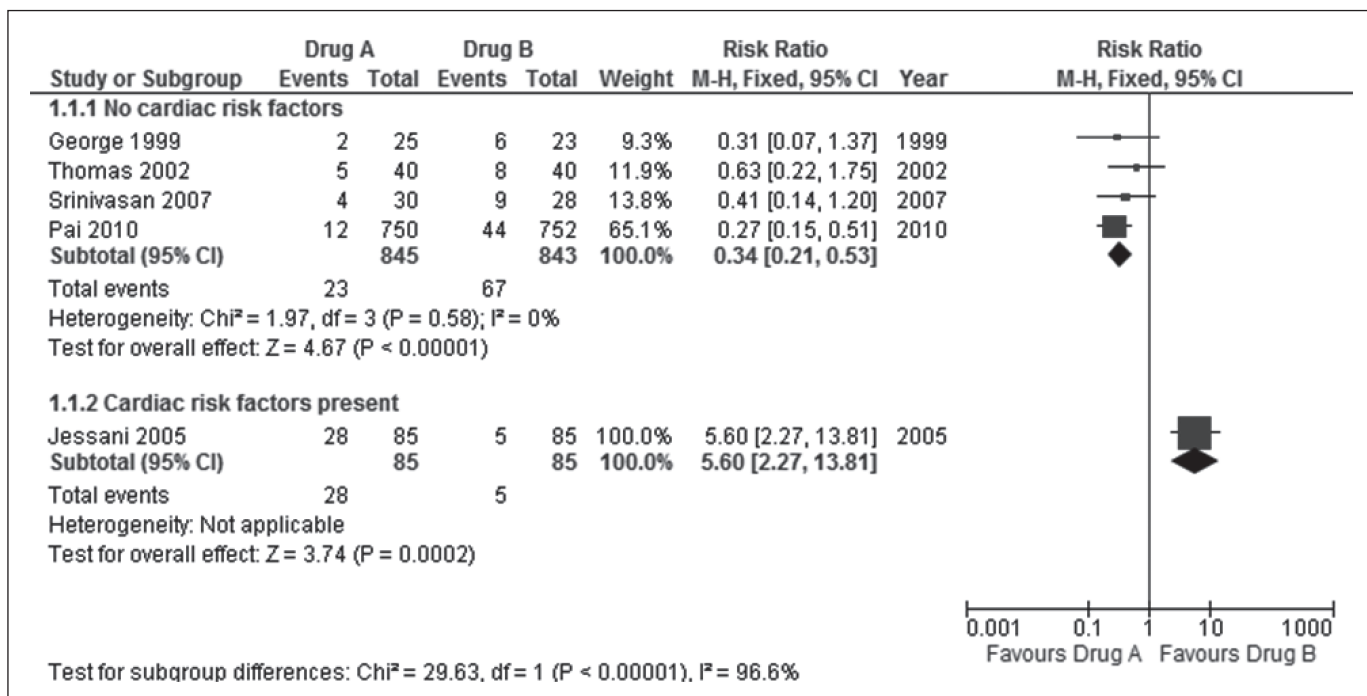 Drug A Drug B Risk Ratio Risk Ratio
Study or Subgroup Events Total Events Total Weight M-H, Fixed, 95% CI Year M-H, Fixed, 95% CI
1.1.1 No cardiac risk factors
George 1999 2 25 6 23 9.3% 0.31 [0.07, 1.37] 1999
Thomas 2002 5 40 8 40 11.9% 0.63 [0.22, 1.75] 2002
Srinivasan 2007 4 30 9 28 13.8% 0.41 [0.14, 1.20] 2007
Pai 2010 12 750 44 752 65.1% 0.27 [0.15, 0.51] 2010
Subtotal (95% CI) 845 843 100.0% 0.34 [0.21, 0.53]
Total events 23 67
Heterogeneity: Chi² = 1.97, df = 3 (P = 0.58); I² = 0%
Test for overall effect: Z = 4.67 (P < 0.00001)
1.1.2 Cardiac risk factors present
Jessani 2005 28 85 5 85 100.0% 5.60 [2.27, 13.81] 2005
Subtotal (95% CI) 85 85 100.0% 5.60 [2.27, 13.81]
Total events 28 5
Heterogeneity: Not applicable
Test for overall effect: Z = 3.74 (P = 0.0002)
0.001 0.1 1 10 1000
Favours Drug A Favours Drug B
Test for subgroup differences: Chi² = 29.63, df = 1 (P < 0.00001), I² = 96.6%